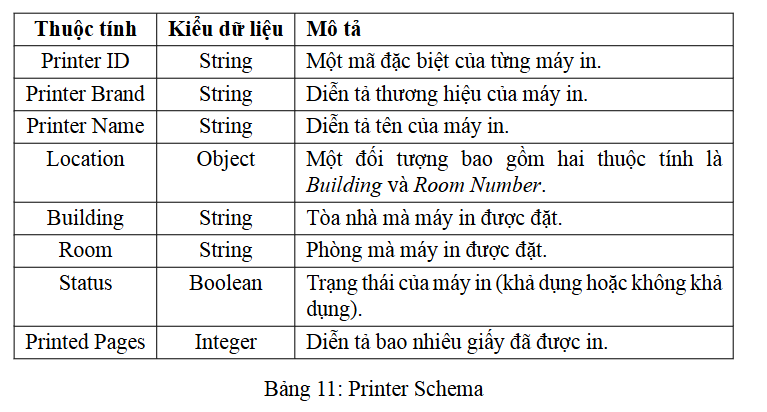 Thuộc tính Kiểu dữ liệu Mô tả
Printer ID String Một mã đặc biệt của từng máy in.
Printer Brand String Diễn tả thương hiệu của máy in.
Printer Name String Diễn tả tên của máy in.
Location Object Một đối tượng bao gồm hai thuộc tính là
Building và Room Number.
Building String Tòa nhà mà máy in được đặt.
Room String Phòng mà máy in được đặt.
Status Boolean Trạng thái của máy in (khả dụng hoặc không khả
dụng).
Printed Pages Integer Diễn tả bao nhiêu giấy đã được in.
Bảng 11: Printer Schema